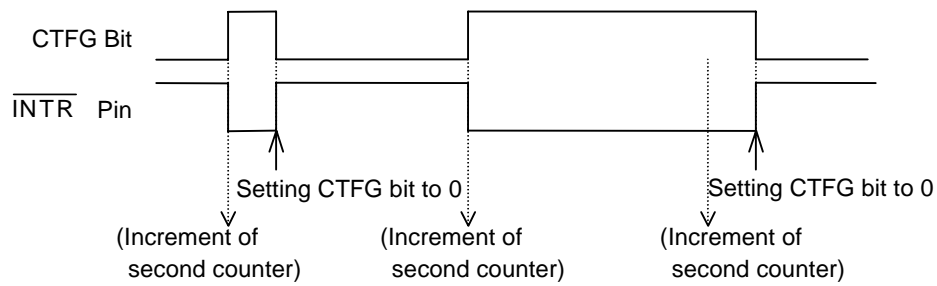 CTFG Bit
INTR Pin
Setting CTFG bit to 0
Setting CTFG bit to 0
(Increment of
second counter)
(Increment of
second counter)
(Increment of
second counter)